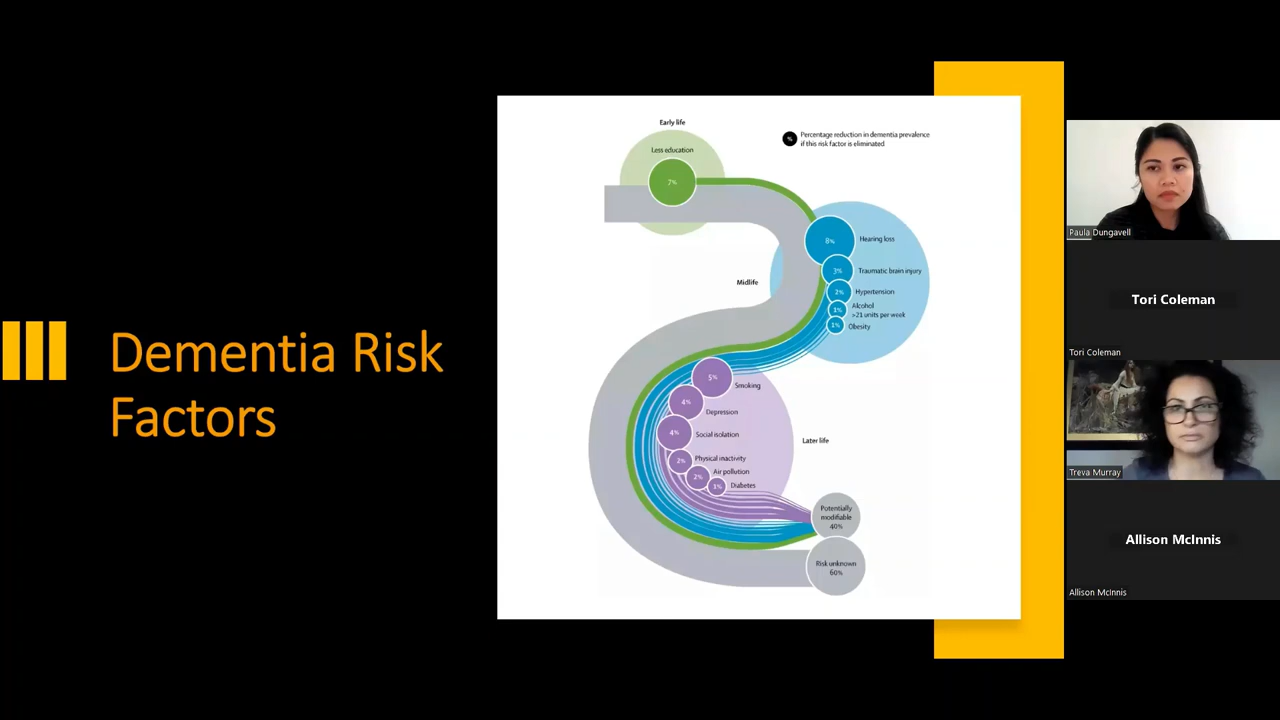 Dementia Risk
Factors
Early life
Less education
7%
%
Percentage reduction in dementia prevalence
if this risk factor is eliminated
8%
Hearing loss
3%
Traumatic brain injury
Midlife
2%
Hypertension
1%
Alcohol
>21 units per week
1%
Obesity
5%
Smoking
4%
Depression
4%
Social isolation
Later life
2%
Physical inactivity
2%
Air pollution
1%
Diabetes
Potentially
modifiable
40%
Risk unknown
60%
Paula Dungavell
Tori Coleman
Tori Coleman
Treva Murray
Allison McInnis
Allison McInnis